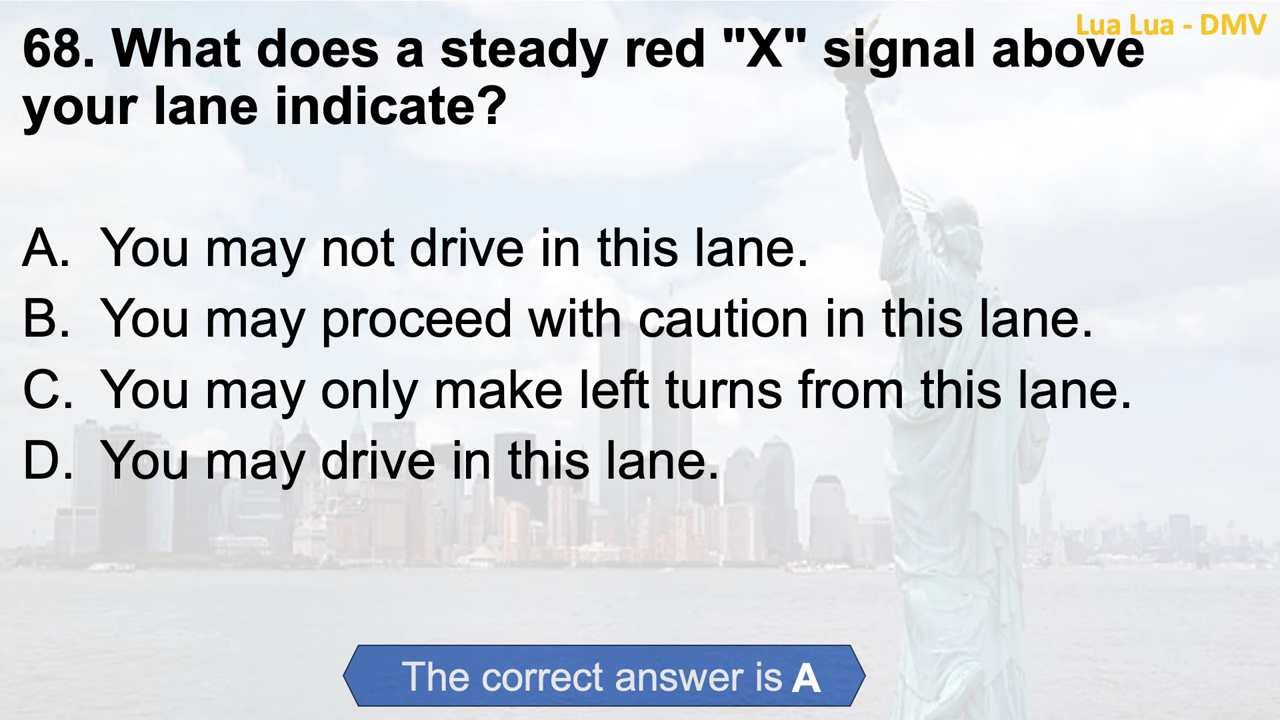 Lua Lua - DMV
68. What does a steady red "X" signal above
your lane indicate?
A. You may not drive in this lane.
B. You may proceed with caution in this lane.
C. You may only make left turns from this lane.
D. You may drive in this lane.
The correct answer is A